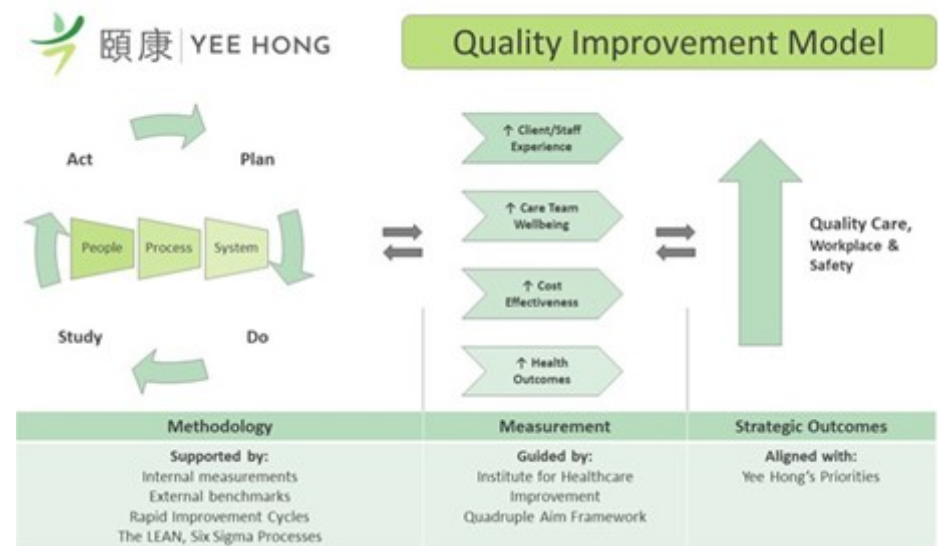 頤康 | YEE HONG
Quality Improvement Model
Act
Plan
People
Process
System
Study
Do
↑ Client/Staff
Experience
↑ Care Team
Wellbeing
↑ Cost
Effectiveness
↑ Health
Outcomes
Quality Care,
Workplace &
Safety
Methodology
Supported by:
Internal measurements
External benchmarks
Rapid Improvement Cycles
The LEAN, Six Sigma Processes
Measurement
Guided by:
Institute for Healthcare
Improvement
Quadruple Aim Framework
Strategic Outcomes
Aligned with:
Yee Hong's Priorities